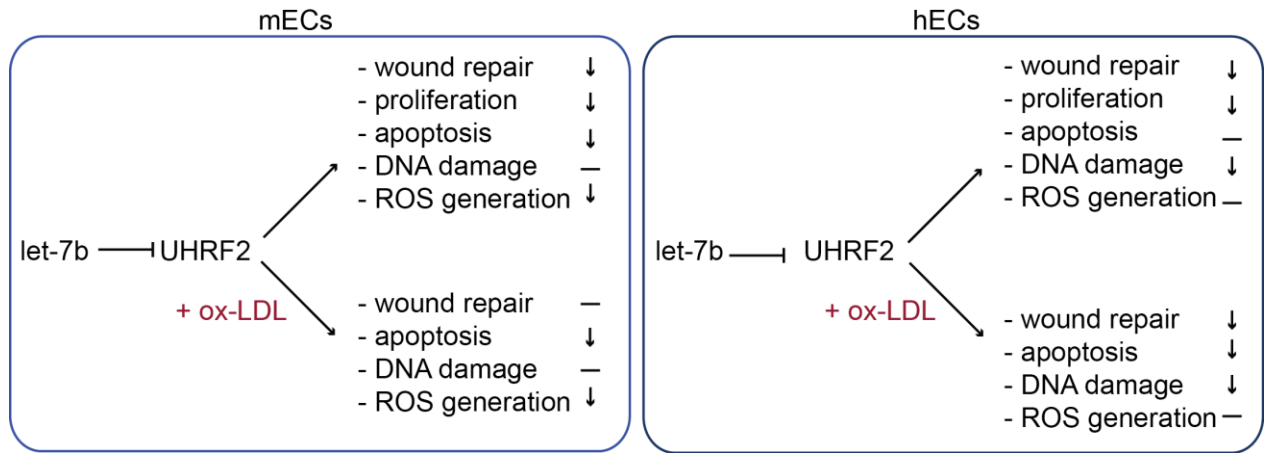 mECs
- wound repair ↓
- proliferation ↓
- apoptosis ↓
- DNA damage —
- ROS generation ↓
let-7b UHRF2
+ ox-LDL
- wound repair —
- apoptosis ↓
- DNA damage —
- ROS generation ↓
hECs
- wound repair ↓
- proliferation ↓
- apoptosis —
- DNA damage ↓
- ROS generation —
let-7b UHRF2
+ ox-LDL
- wound repair ↓
- apoptosis ↓
- DNA damage ↓
- ROS generation —